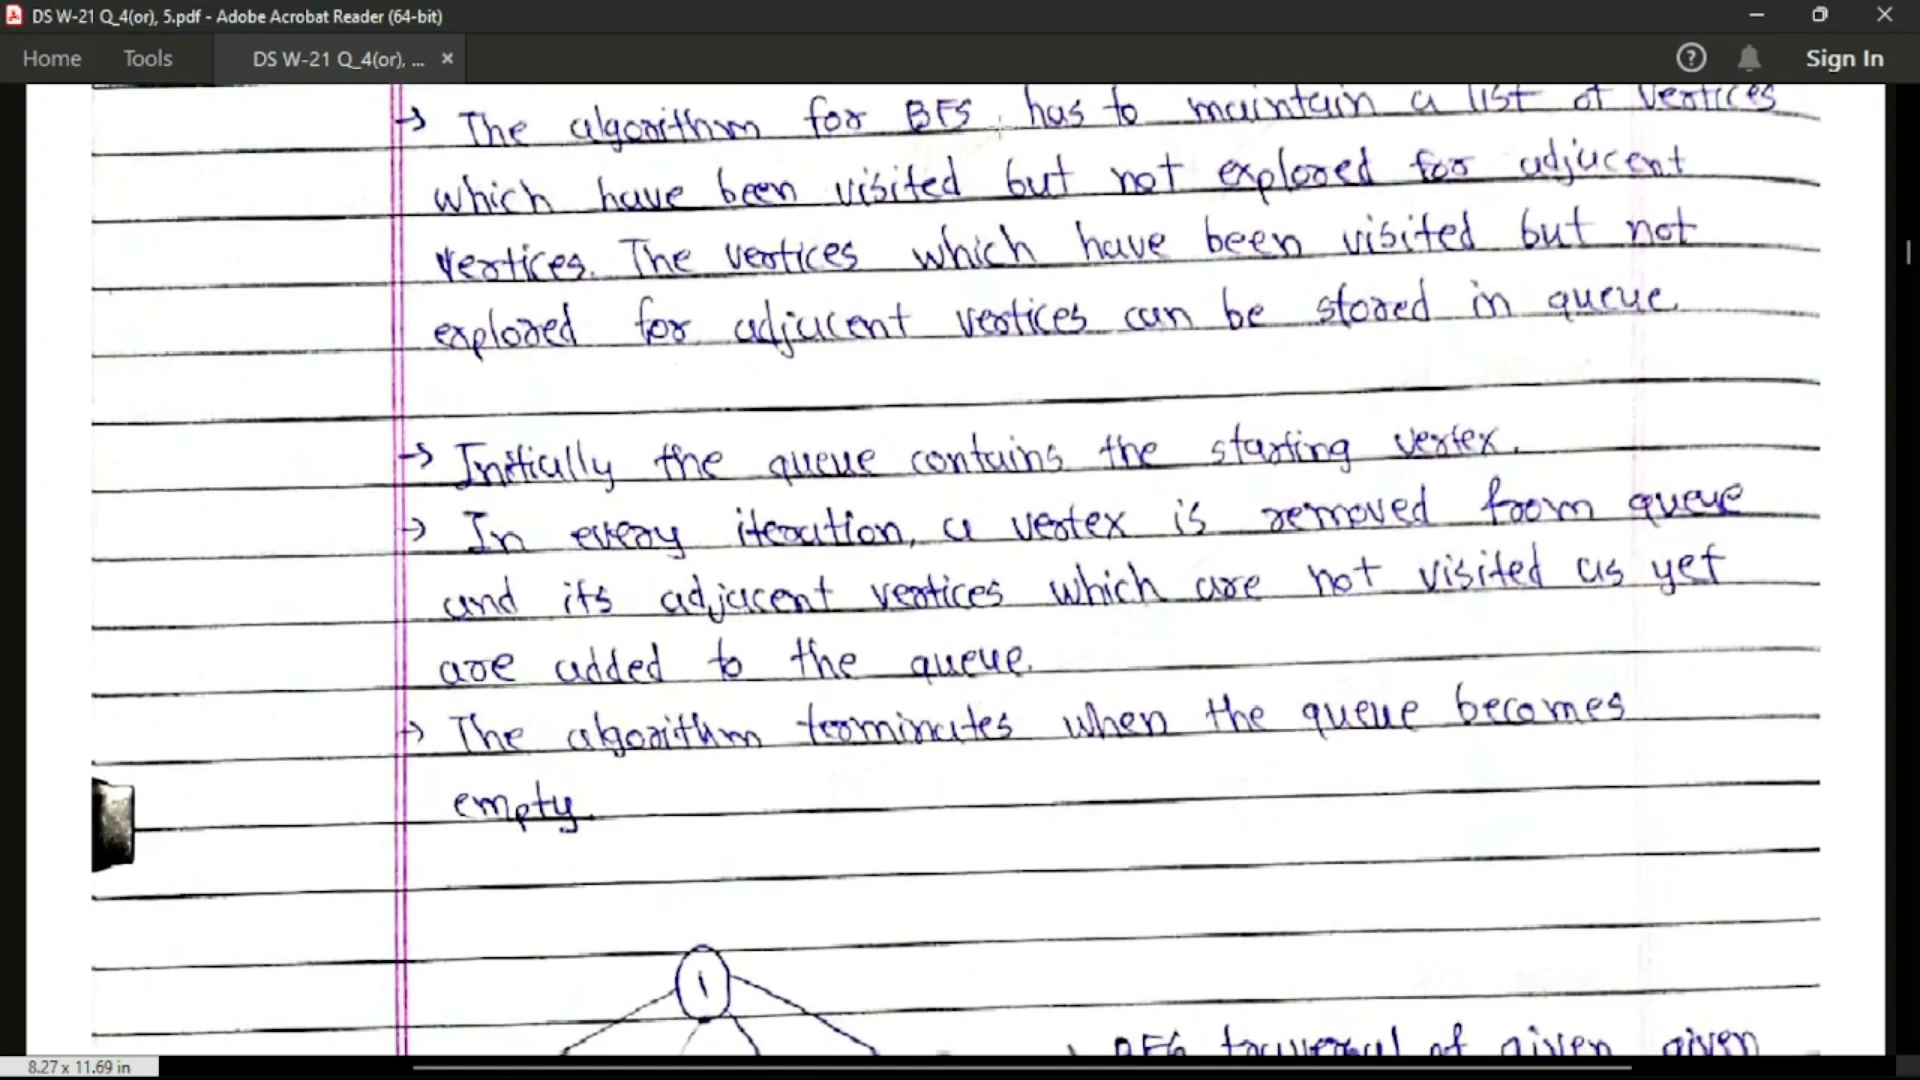 DS W-21 Q_4(or), 5.pdf - Adobe Acrobat Reader (64-bit)
Home Tools DS W-21 Q_4(or), ... × Sign In
→ The algorithm for BFS has to maintain a list of vertices
which have been visited but not explored for adjacent
vertices. The vertices which have been visited but not
explored for adjacent vertices can be stored in queue.
→ Initially the queue contains the starting vertex.
→ In every iteration, a vertex is removed from queue
and its adjacent vertices which are not visited as yet
are added to the queue.
→ The algorithm terminates when the queue becomes
empty.
1
BFS traversal of given given
8.27 x 11.69 in